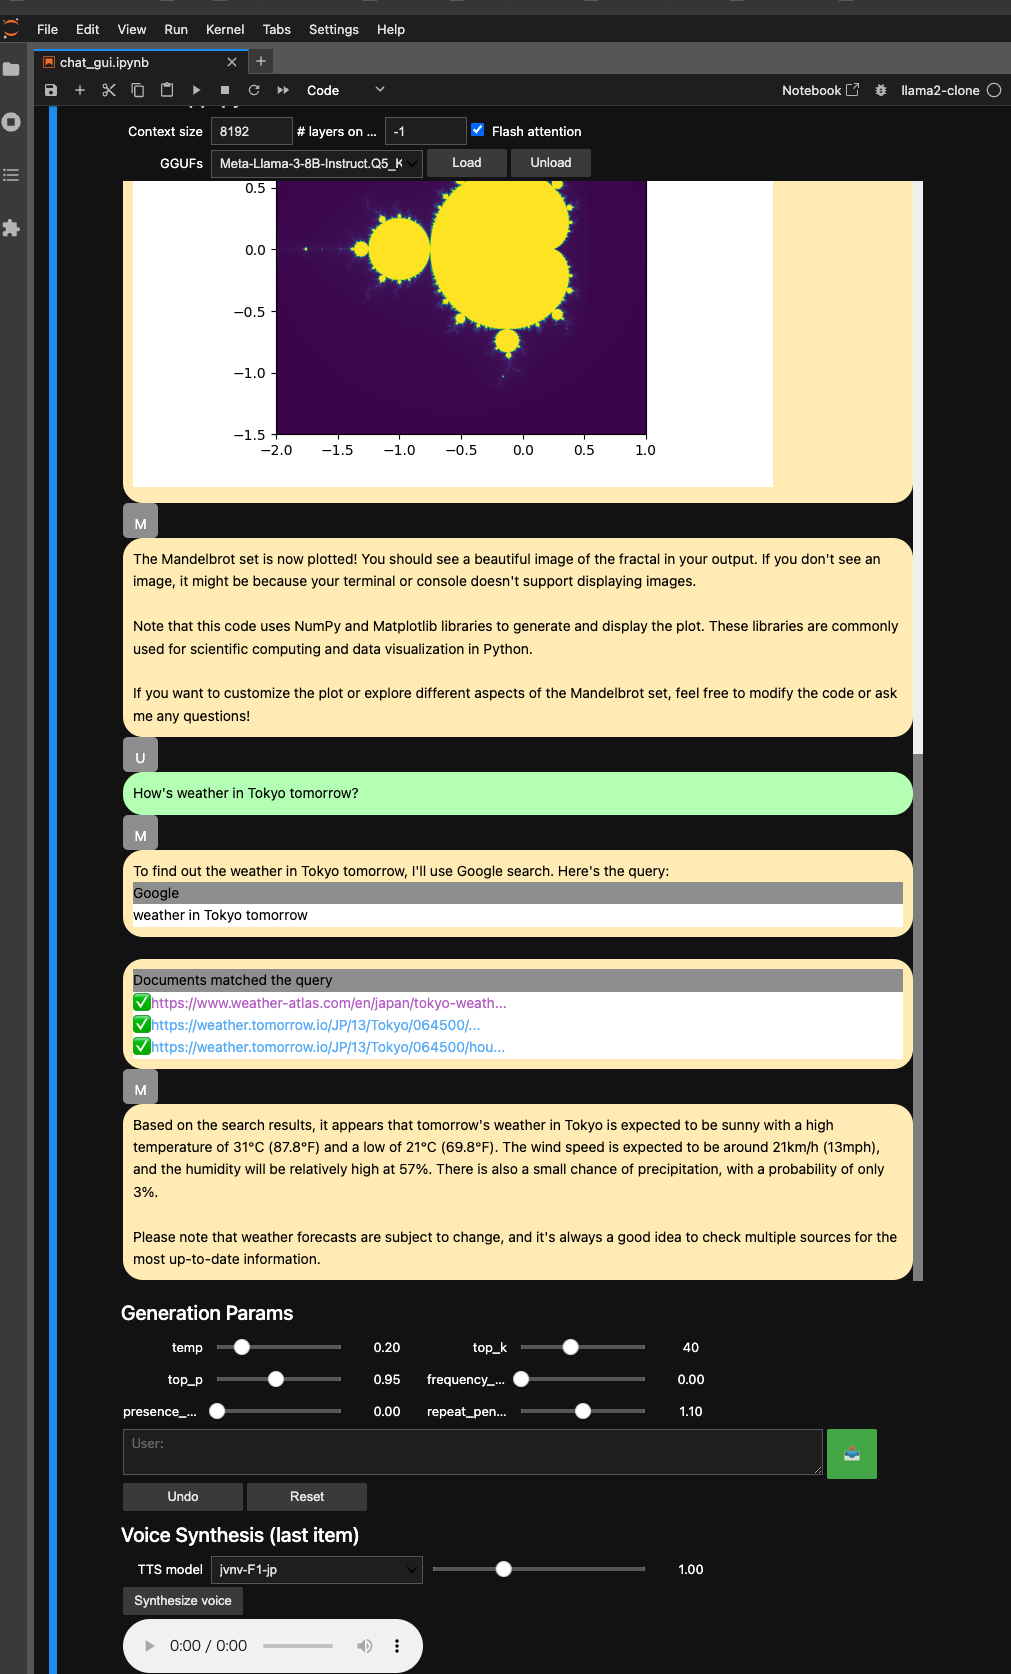 File Edit View Run Kernel Tabs Settings Help
chat_gui.ipynb
Code Notebook llama2-clone
Context size 8192 # layers on ... -1 Flash attention
GGUFs Meta-Llama-3-8B-Instruct.Q5_K Load Unload
0.5
0.0
−0.5
−1.0
−1.5
−2.0 −1.5 −1.0 −0.5 0.0 0.5 1.0
M
The Mandelbrot set is now plotted! You should see a beautiful image of the fractal in your output. If you don't see an
image, it might be because your terminal or console doesn't support displaying images.
Note that this code uses NumPy and Matplotlib libraries to generate and display the plot. These libraries are commonly
used for scientific computing and data visualization in Python.
If you want to customize the plot or explore different aspects of the Mandelbrot set, feel free to modify the code or ask
me any questions!
U
How's weather in Tokyo tomorrow?
M
To find out the weather in Tokyo tomorrow, I'll use Google search. Here's the query:
Google
weather in Tokyo tomorrow
Documents matched the query
✅https://www.weather-atlas.com/en/japan/tokyo-weath...
✅https://weather.tomorrow.io/JP/13/Tokyo/064500/...
✅https://weather.tomorrow.io/JP/13/Tokyo/064500/hou...
M
Based on the search results, it appears that tomorrow's weather in Tokyo is expected to be sunny with a high
temperature of 31°C (87.8°F) and a low of 21°C (69.8°F). The wind speed is expected to be around 21km/h (13mph),
and the humidity will be relatively high at 57%. There is also a small chance of precipitation, with a probability of only
3%.
Please note that weather forecasts are subject to change, and it's always a good idea to check multiple sources for the
most up-to-date information.
Generation Params
temp 0.20 top_k 40
top_p 0.95 frequency_... 0.00
presence_... 0.00 repeat_pen... 1.10
User:
Undo Reset
Voice Synthesis (last item)
TTS model jvnv-F1-jp 1.00
Synthesize voice
0:00 / 0:00